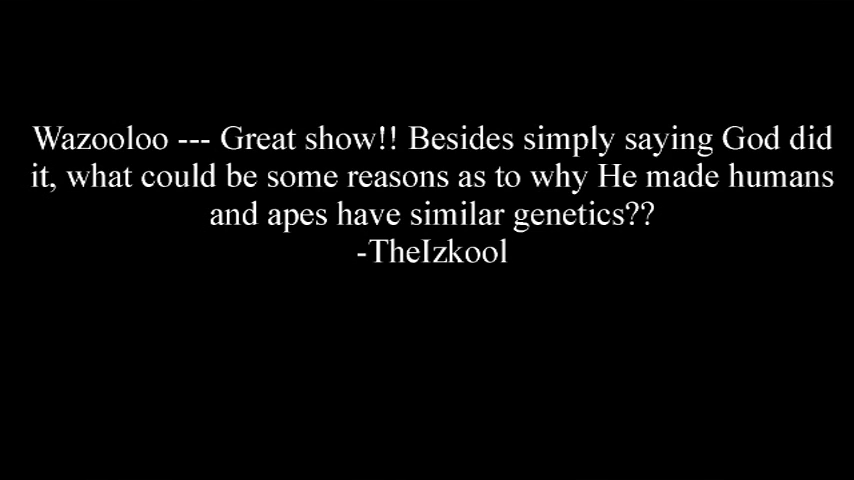 Wazooloo --- Great show!! Besides simply saying God did
it, what could be some reasons as to why He made humans
and apes have similar genetics??
-TheIzkool